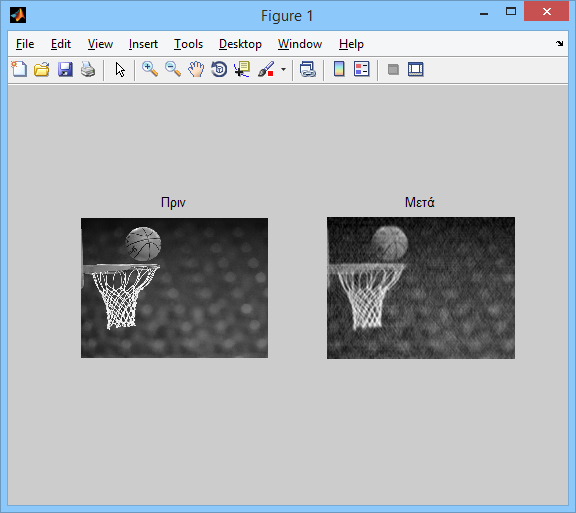 Figure 1
File Edit View Insert Tools Desktop Window Help
Πριν Μετά